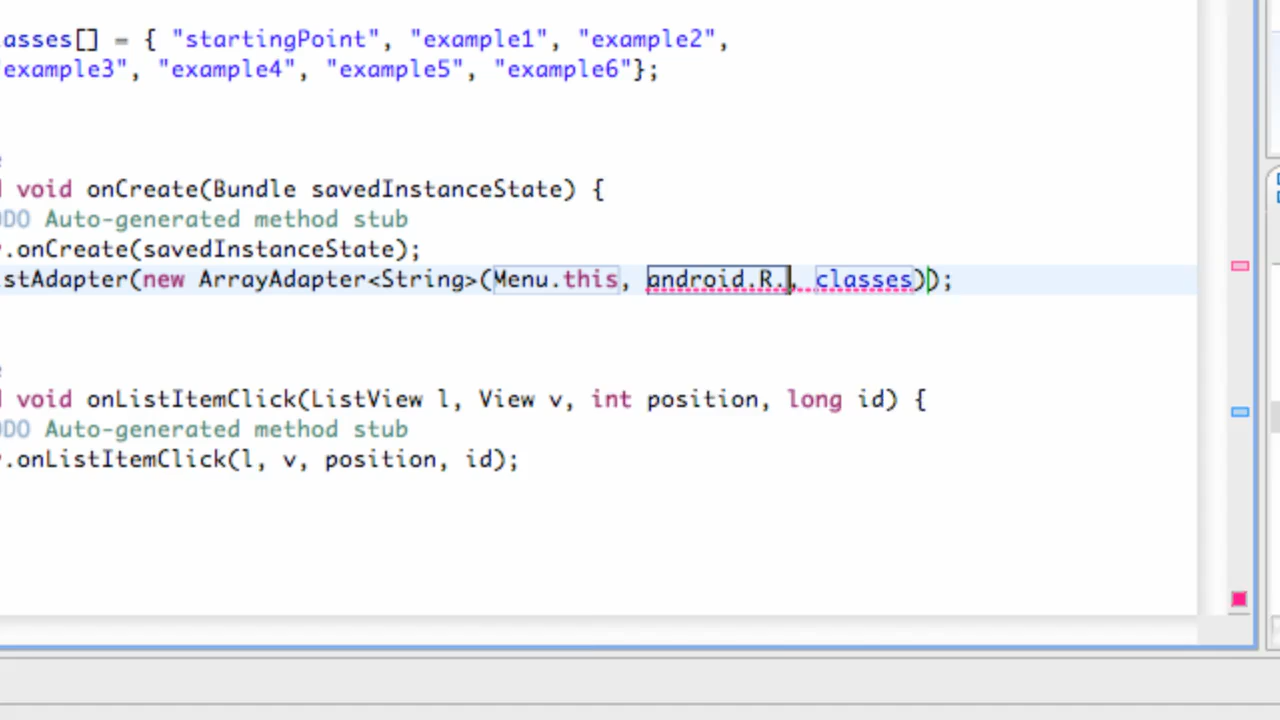 asses[] = { "startingPoint", "example1", "example2",
example3", "example4", "example5", "example6"};
void onCreate(Bundle savedInstanceState) {
DO Auto-generated method stub
.onCreate(savedInstanceState);
stAdapter(new ArrayAdapter<String>(Menu.this, android.R., classes));
void onListItemClick(ListView l, View v, int position, long id) {
DO Auto-generated method stub
.onListItemClick(l, v, position, id);